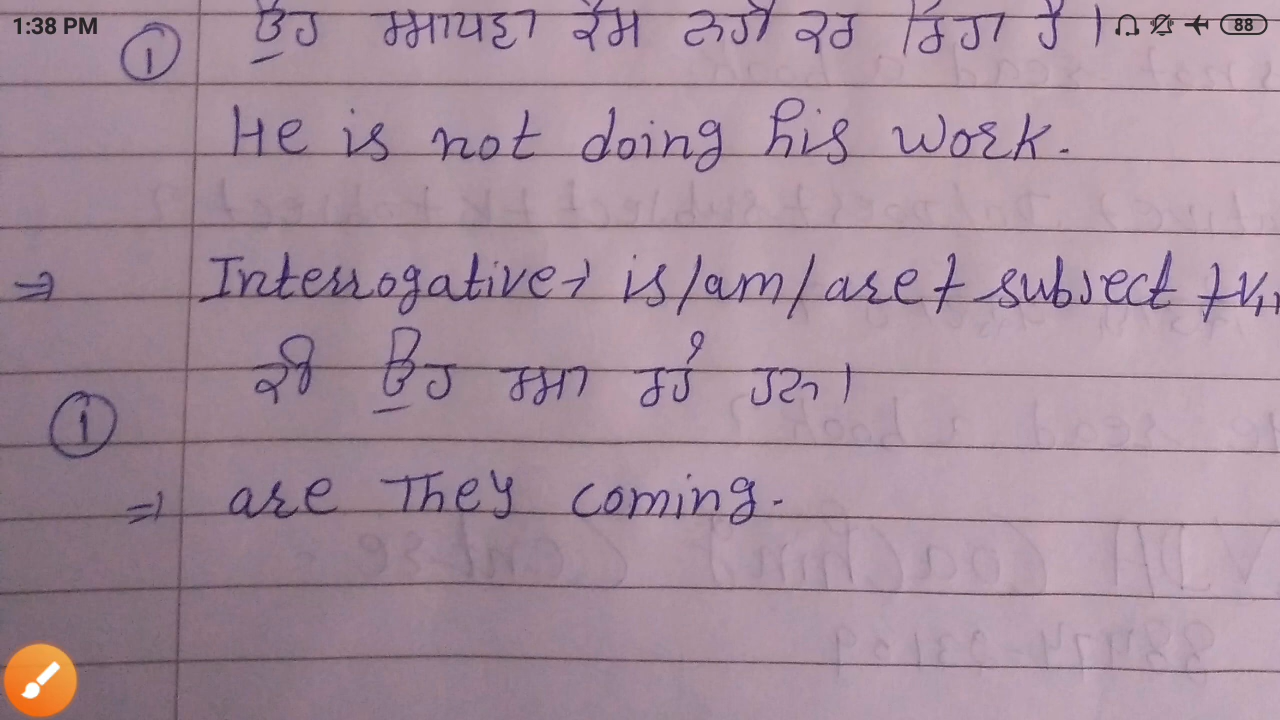 1:38 PM 88
① ਉਹ ਆਪਣਾ ਕੰਮ ਨਹੀਂ ਕਰ ਰਿਹਾ ਹੈ।
He is not doing his work.
⇒ Interrogative→ is/am/are + subject + V₁
ਕੀ ਉਹ ਆ ਰਹੇ ਹਨ।
①
⇒ are They coming.